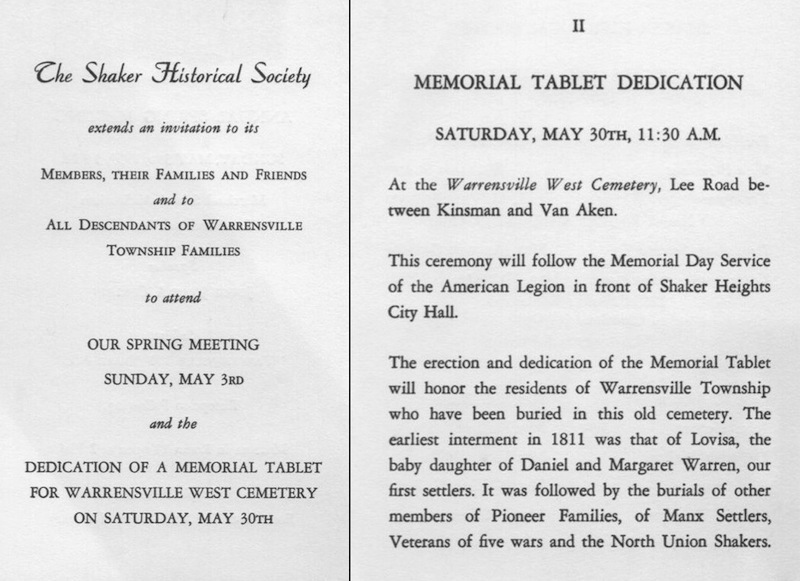 The Shaker Historical Society
extends an invitation to its
Members, their Families and Friends
and to
All Descendants of Warrensville
Township Families
to attend
OUR SPRING MEETING
SUNDAY, MAY 3RD
and the
DEDICATION OF A MEMORIAL TABLET
FOR WARRENSVILLE WEST CEMETERY
ON SATURDAY, MAY 30TH
II
MEMORIAL TABLET DEDICATION
SATURDAY, MAY 30TH, 11:30 A.M.
At the Warrensville West Cemetery, Lee Road be-
tween Kinsman and Van Aken.
This ceremony will follow the Memorial Day Service
of the American Legion in front of Shaker Heights
City Hall.
The erection and dedication of the Memorial Tablet
will honor the residents of Warrensville Township
who have been buried in this old cemetery. The
earliest interment in 1811 was that of Lovisa, the
baby daughter of Daniel and Margaret Warren, our
first settlers. It was followed by the burials of other
members of Pioneer Families, of Manx Settlers,
Veterans of five wars and the North Union Shakers.